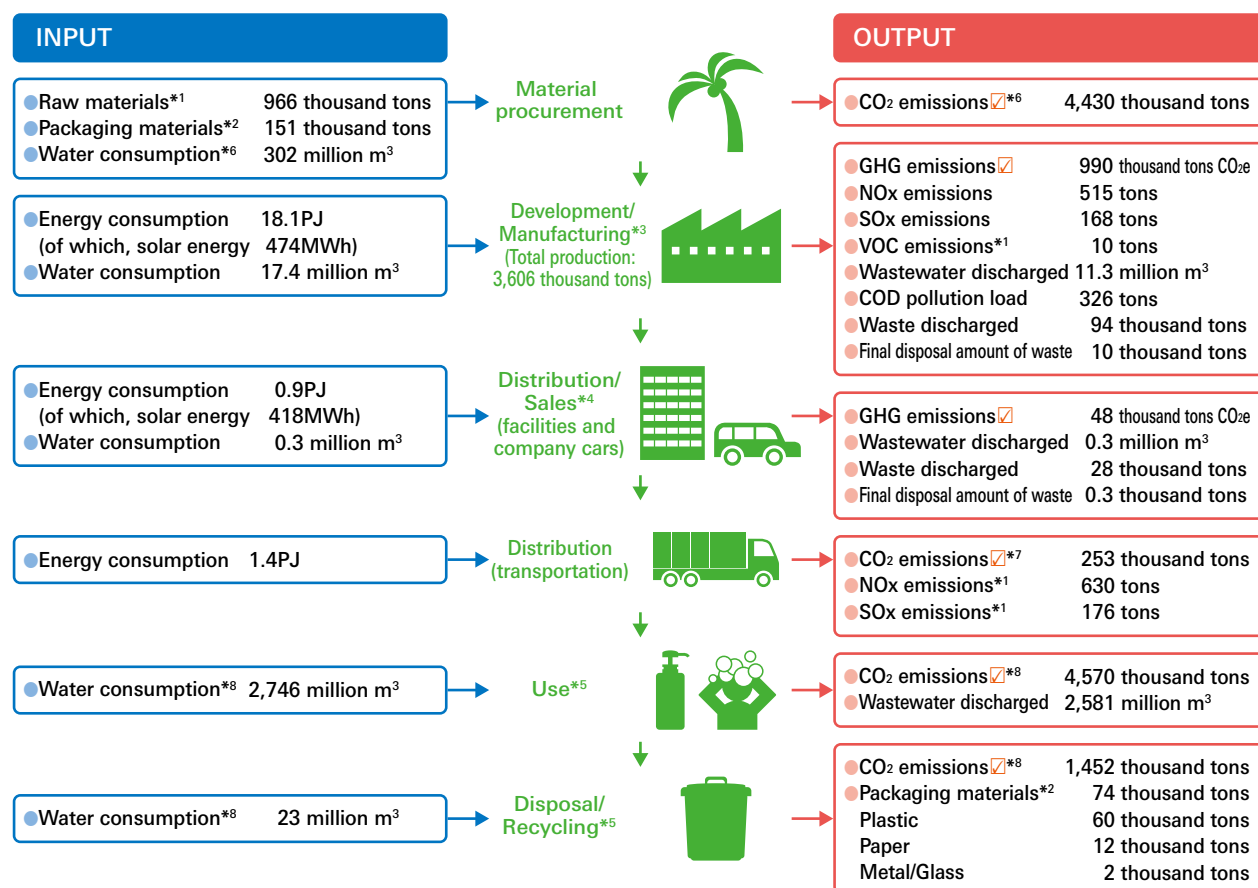 INPUT
OUTPUT
Raw materials*1 966 thousand tons
Packaging materials*2 151 thousand tons
Water consumption*6 302 million m3
Material
procurement
CO2 emissions☑*6 4,430 thousand tons
Energy consumption 18.1PJ
(of which, solar energy 474MWh)
Water consumption 17.4 million m3
Development/
Manufacturing*3
(Total production:
3,606 thousand tons)
GHG emissions☑ 990 thousand tons CO2e
NOx emissions 515 tons
SOx emissions 168 tons
VOC emissions*1 10 tons
Wastewater discharged 11.3 million m3
COD pollution load 326 tons
Waste discharged 94 thousand tons
Final disposal amount of waste 10 thousand tons
Energy consumption 0.9PJ
(of which, solar energy 418MWh)
Water consumption 0.3 million m3
Distribution/
Sales*4
(facilities and
company cars)
GHG emissions☑ 48 thousand tons CO2e
Wastewater discharged 0.3 million m3
Waste discharged 28 thousand tons
Final disposal amount of waste 0.3 thousand tons
Energy consumption 1.4PJ
Distribution
(transportation)
CO2 emissions☑*7 253 thousand tons
NOx emissions*1 630 tons
SOx emissions*1 176 tons
Water consumption*8 2,746 million m3
Use*5
CO2 emissions☑*8 4,570 thousand tons
Wastewater discharged 2,581 million m3
Water consumption*8 23 million m3
Disposal/
Recycling*5
CO2 emissions☑*8 1,452 thousand tons
Packaging materials*2 74 thousand tons
Plastic 60 thousand tons
Paper 12 thousand tons
Metal/Glass 2 thousand tons